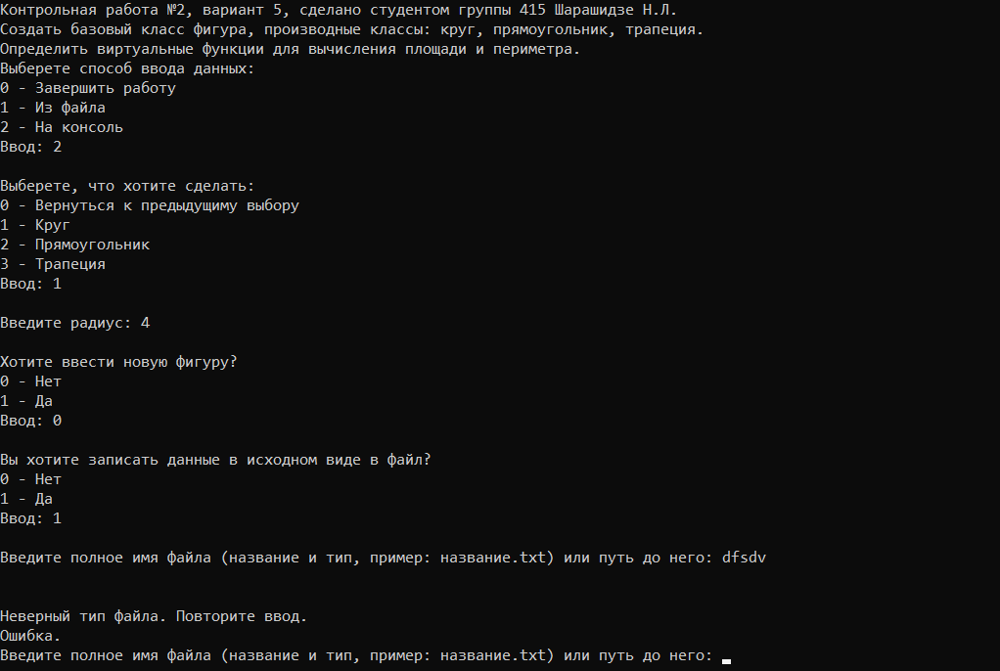 Контрольная работа №2, вариант 5, сделано студентом группы 415 Шарашидзе Н.Л.
Создать базовый класс фигура, производные классы: круг, прямоугольник, трапеция.
Определить виртуальные функции для вычисления площади и периметра.
Выберете способ ввода данных:
0 - Завершить работу
1 - Из файла
2 - На консоль
Ввод: 2
Выберете, что хотите сделать:
0 - Вернуться к предыдущиму выбору
1 - Круг
2 - Прямоугольник
3 - Трапеция
Ввод: 1
Введите радиус: 4
Хотите ввести новую фигуру?
0 - Нет
1 - Да
Ввод: 0
Вы хотите записать данные в исходном виде в файл?
0 - Нет
1 - Да
Ввод: 1
Введите полное имя файла (название и тип, пример: название.txt) или путь до него: dfsdv
Неверный тип файла. Повторите ввод.
Ошибка.
Введите полное имя файла (название и тип, пример: название.txt) или путь до него: